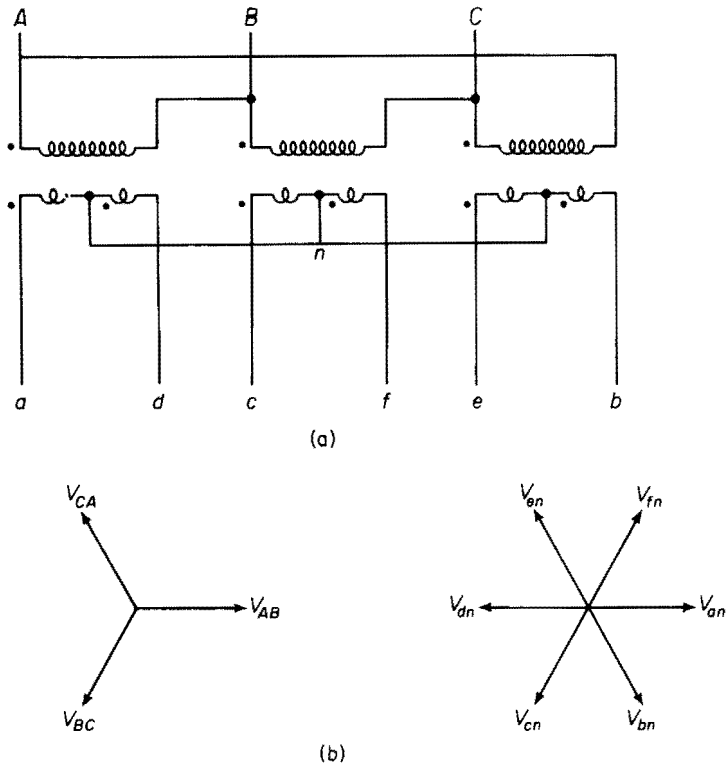 A B C
n
a d c f e b
(a)
V_CA
V_AB
V_BC
V_en V_fn
V_dn V_an
V_cn V_bn
(b)